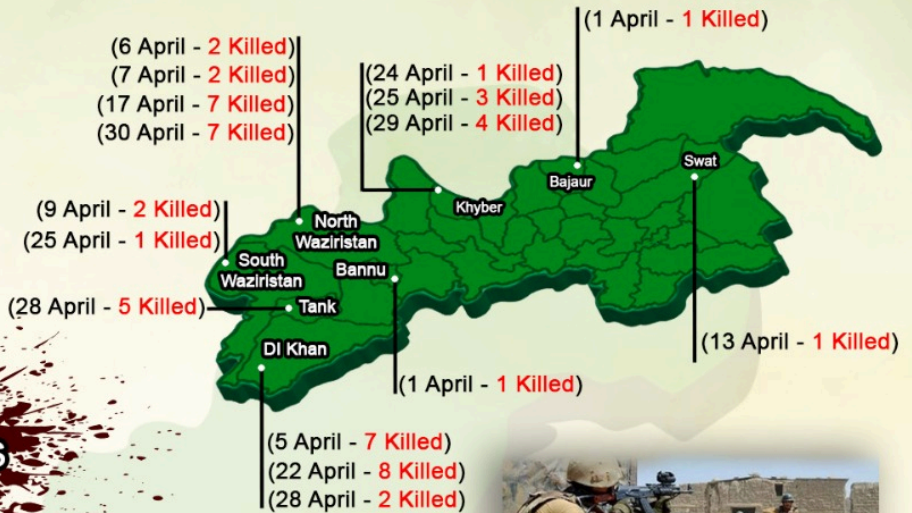 (1 April - 1 Killed)
(6 April - 2 Killed)
(7 April - 2 Killed)
(17 April - 7 Killed)
(30 April - 7 Killed)
(24 April - 1 Killed)
(25 April - 3 Killed)
(29 April - 4 Killed)
Swat
Bajaur
Khyber
(9 April - 2 Killed)
(25 April - 1 Killed)
North
Waziristan
South
Waziristan
Bannu
(28 April - 5 Killed)
Tank
(13 April - 1 Killed)
DI Khan
(1 April - 1 Killed)
(5 April - 7 Killed)
(22 April - 8 Killed)
(28 April - 2 Killed)